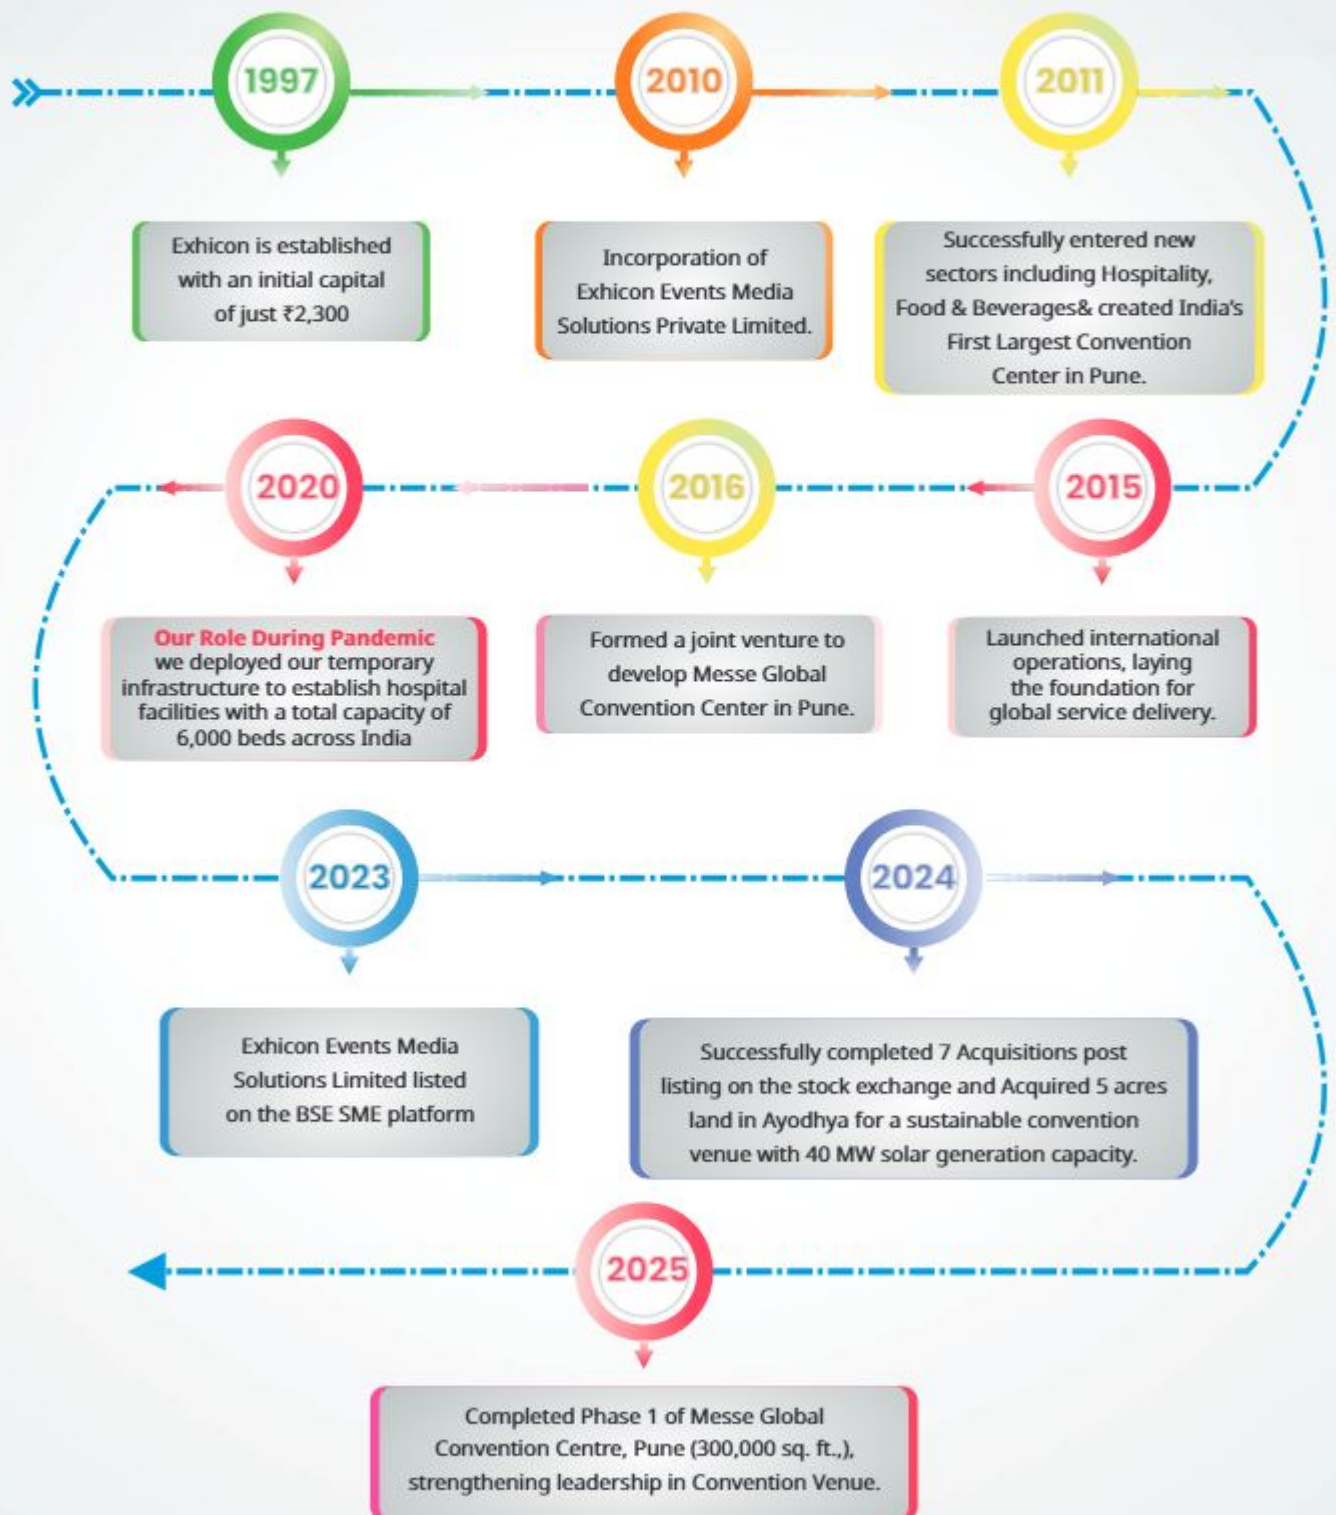 1997
2010
2011
Exhicon is established
with an initial capital
of just ₹2,300
Incorporation of
Exhicon Events Media
Solutions Private Limited.
Successfully entered new
sectors including Hospitality,
Food & Beverages& created India's
First Largest Convention
Center in Pune.
2015
2016
2020
Launched international
operations, laying
the foundation for
global service delivery.
Formed a joint venture to
develop Messe Global
Convention Center in Pune.
Our Role During Pandemic
we deployed our temporary
infrastructure to establish hospital
facilities with a total capacity of
6,000 beds across India
2023
2024
Exhicon Events Media
Solutions Limited listed
on the BSE SME platform
Successfully completed 7 Acquisitions post
listing on the stock exchange and Acquired 5 acres
land in Ayodhya for a sustainable convention
venue with 40 MW solar generation capacity.
2025
Completed Phase 1 of Messe Global
Convention Centre, Pune (300,000 sq. ft.,),
strengthening leadership in Convention Venue.